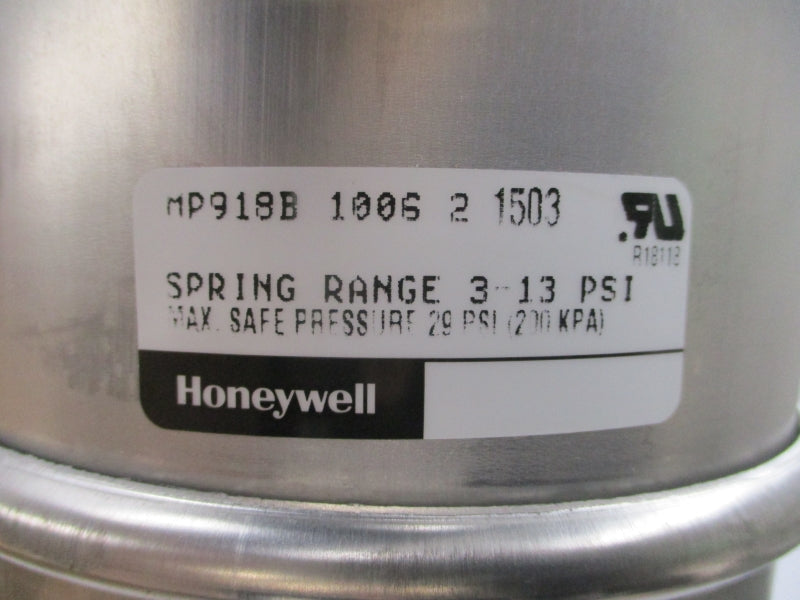 MP918B 1006 2 1503
R18118
SPRING RANGE 3-13 PSI
MAX. SAFE PRESSURE 29 PSI (200 KPA)
Honeywell